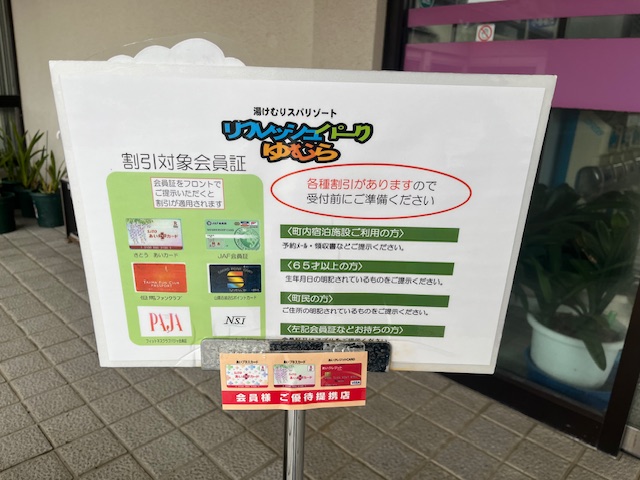 湯けむりスパリゾート
リフレッシュパーク
ゆむら
割引対象会員証
会員証をフロントで
ご提示いただくと
割引が適用されます
さとう あいカード
JAF会員証
PAJA
NSI
各種割引がありますので
受付前にご準備ください
〈町内宿泊施設ご利用の方〉
予約メール・領収書などご提示ください。
〈65才以上の方〉
生年月日の明記されているものをご提示ください。
〈町民の方〉
ご住所の明記されているものをご提示ください。
〈左記会員証などお持ちの方〉
会員様 ご優待提携店